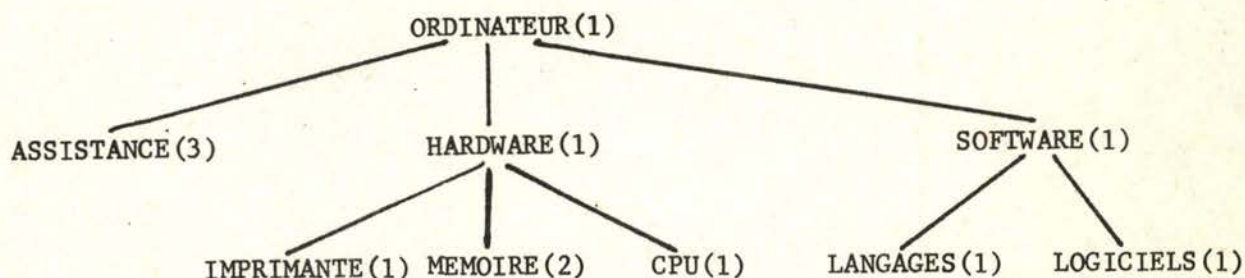 ORDINATEUR(1)
ASSISTANCE(3) HARDWARE(1) SOFTWARE(1)
IMPRIMANTE(1) MEMOIRE(2) CPU(1) LANGAGES(1) LOGICIELS(1)